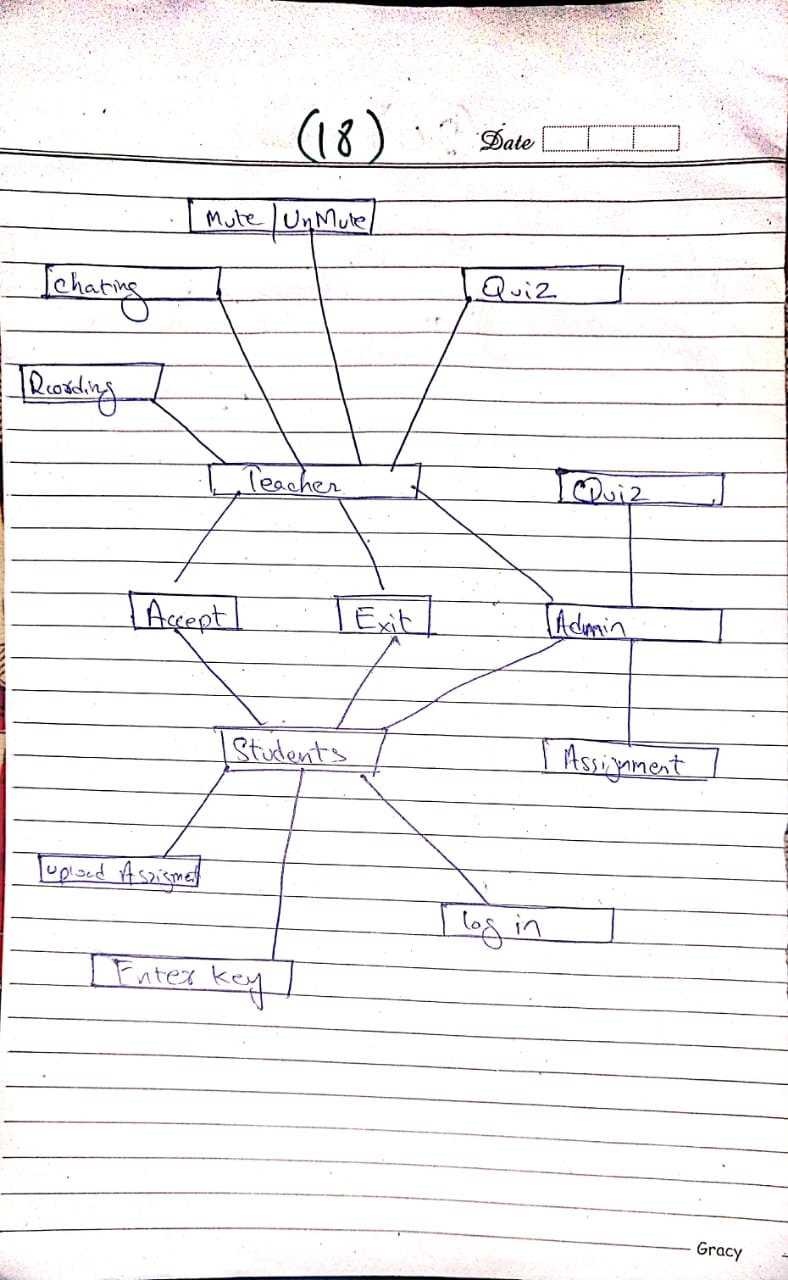 (18)
Date
Mute UnMute
Chating
Quiz
Recording
Teacher
Quiz
Accept
Exit
Admin
Students
Assignment
upload Assigment
log in
Enter key
Gracy